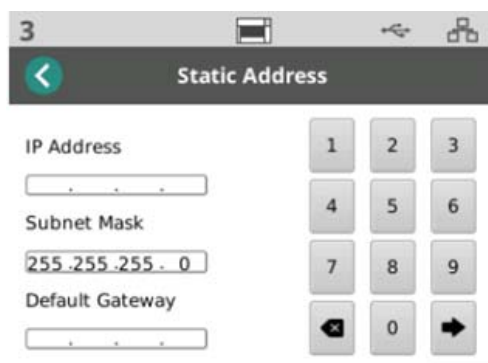 3
Static Address
IP Address
. . .
Subnet Mask
255 .255 .255 . 0
Default Gateway
. . .
1 2 3
4 5 6
7 8 9
0